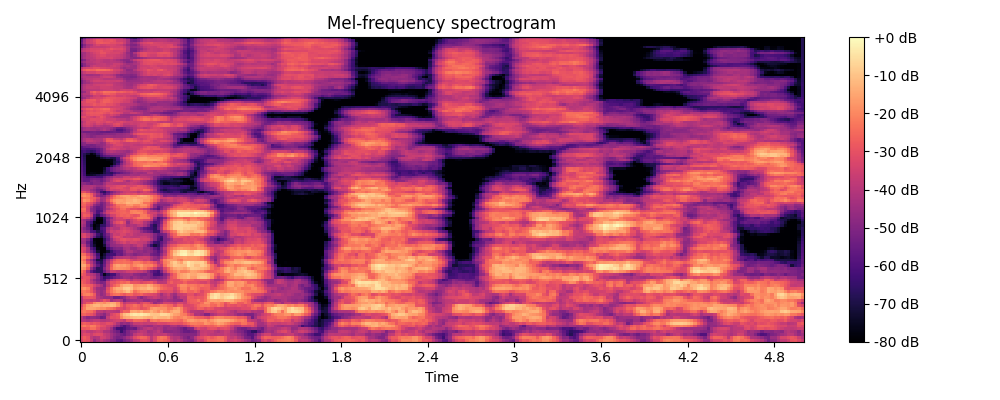 Mel-frequency spectrogram
Hz
4096
2048
1024
512
0
0 0.6 1.2 1.8 2.4 3 3.6 4.2 4.8
Time
+0 dB
-10 dB
-20 dB
-30 dB
-40 dB
-50 dB
-60 dB
-70 dB
-80 dB